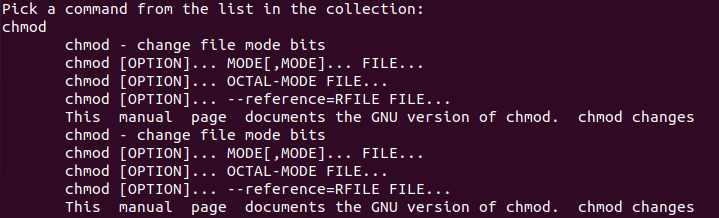 Pick a command from the list in the collection:
chmod
chmod - change file mode bits
chmod [OPTION]... MODE[,MODE]... FILE...
chmod [OPTION]... OCTAL-MODE FILE...
chmod [OPTION]... --reference=RFILE FILE...
This  manual  page  documents the GNU version of chmod.  chmod changes
chmod - change file mode bits
chmod [OPTION]... MODE[,MODE]... FILE...
chmod [OPTION]... OCTAL-MODE FILE...
chmod [OPTION]... --reference=RFILE FILE...
This  manual  page  documents the GNU version of chmod.  chmod changes